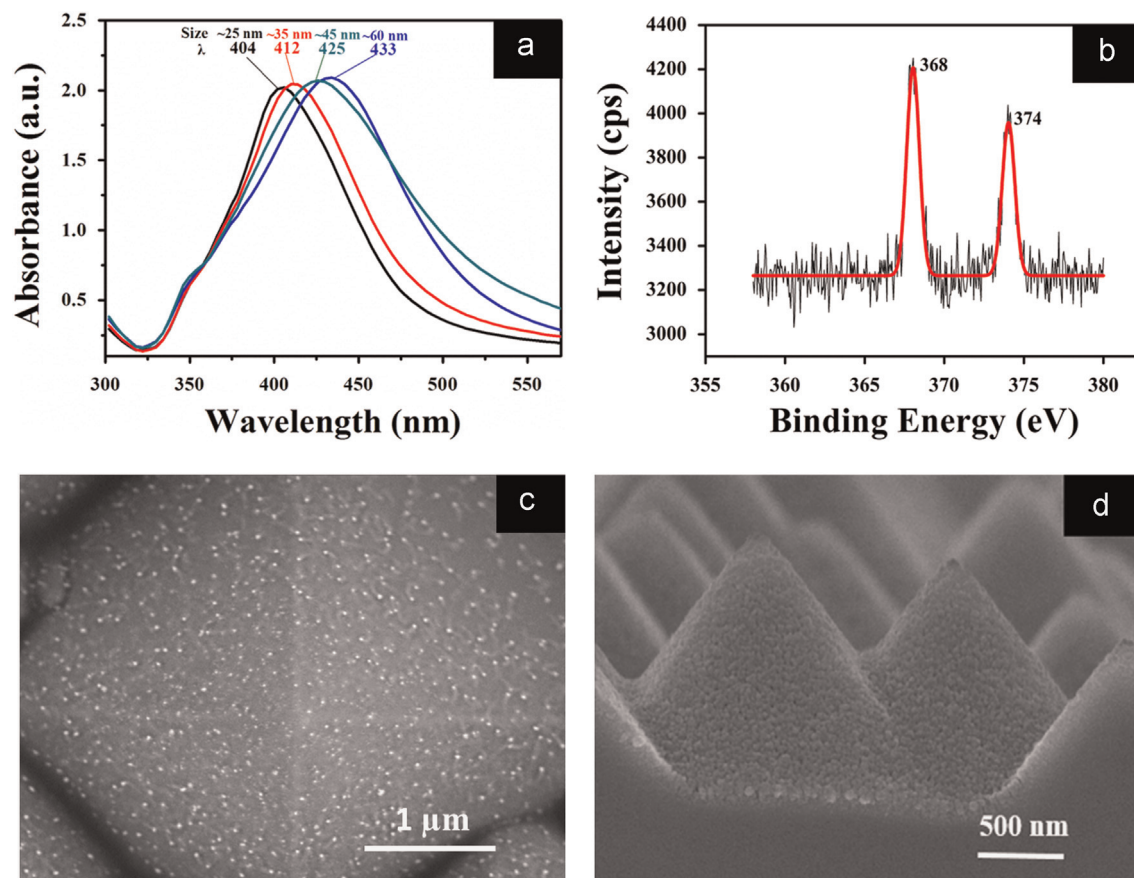 a
Size ~25 nm ~35 nm ~45 nm ~60 nm
λ 404 412 425 433
2.5
2.0
1.5
1.0
0.5
Absorbance (a.u.)
300 350 400 450 500 550
Wavelength (nm)
b
4400
4200
4000
3800
3600
3400
3200
3000
368
374
Intensity (cps)
355 360 365 370 375 380
Binding Energy (eV)
c
1 μm
d
500 nm